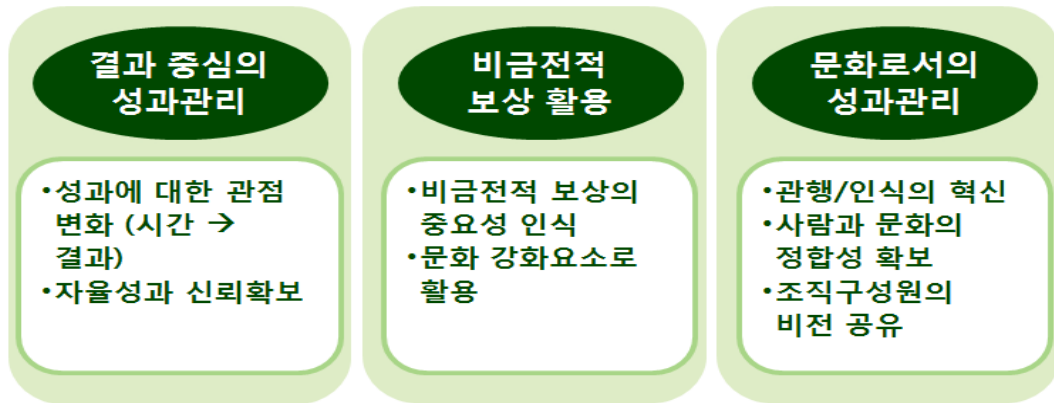 결과 중심의
성과관리
•성과에 대한 관점
변화 (시간 →
결과)
•자율성과 신뢰확보
비금전적
보상 활용
•비금전적 보상의
중요성 인식
•문화 강화요소로
활용
문화로서의
성과관리
•관행/인식의 혁신
•사람과 문화의
정합성 확보
•조직구성원의
비전 공유